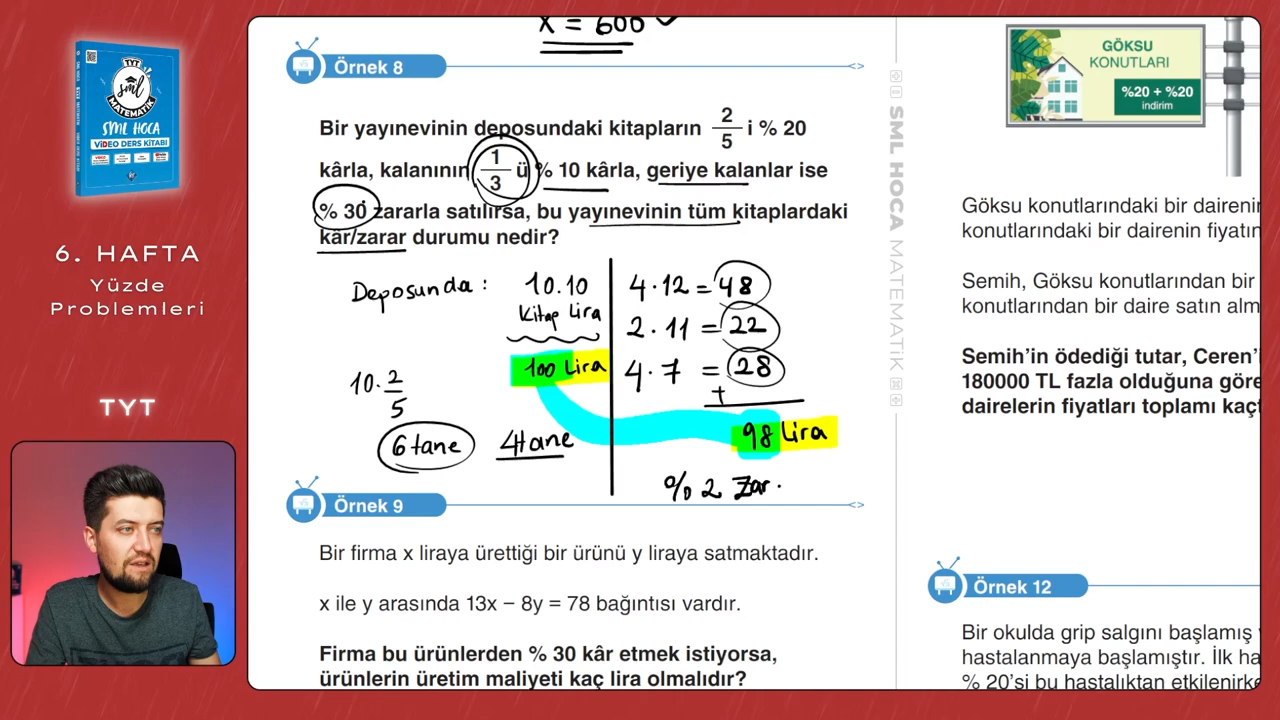 TYT
sml
MATEMATİK
SML HOCA
VİDEO DERS KİTABI
6. HAFTA
Yüzde
Problemleri
TYT
x = 600
Örnek 8
Bir yayınevinin deposundaki kitapların 2/5 i % 20
kârla, kalanının 1/3 ü % 10 kârla, geriye kalanlar ise
% 30 zararla satılırsa, bu yayınevinin tüm kitaplardaki
kâr/zarar durumu nedir?
Deposunda : 10.10
Kitap Lira
100 Lira
10. 2/5
6 tane 4 tane
4.12 = 48
2.11 = 22
4.7 = 28
+
98 Lira
% 2 Zar.
Örnek 9
Bir firma x liraya ürettiği bir ürünü y liraya satmaktadır.
x ile y arasında 13x − 8y = 78 bağıntısı vardır.
Firma bu ürünlerden % 30 kâr etmek istiyorsa,
ürünlerin üretim maliyeti kaç lira olmalıdır?
SML HOCA MATEMATİK
GÖKSU
KONUTLARI
%20 + %20
indirim
Göksu konutlarındaki bir dairenin
konutlarındaki bir dairenin fiyatın
Semih, Göksu konutlarından bir
konutlarından bir daire satın alm
Semih'in ödediği tutar, Ceren'
180000 TL fazla olduğuna göre
dairelerin fiyatları toplamı kaçt
Örnek 12
Bir okulda grip salgını başlamış
hastalanmaya başlamıştır. İlk ha
% 20'si bu hastalıktan etkilenirke